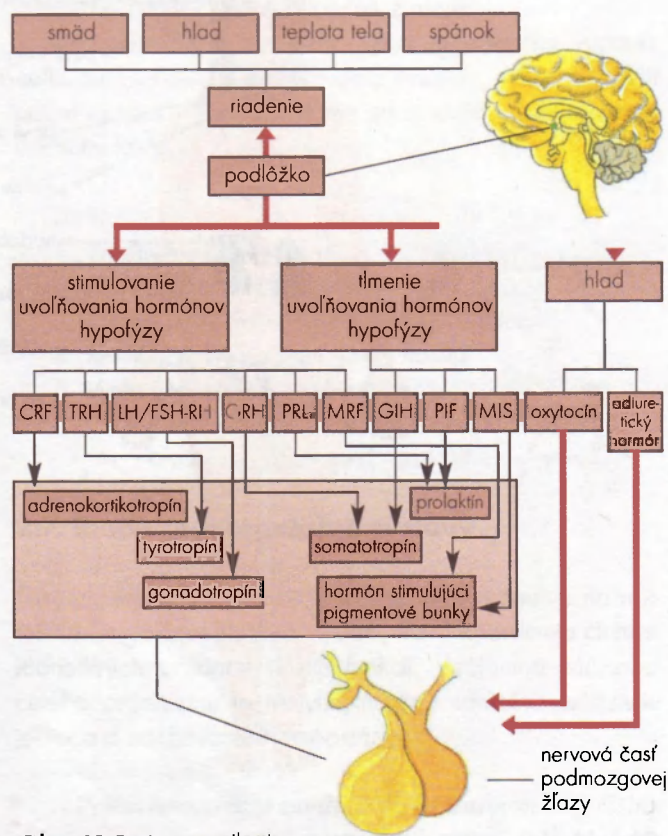 smäd
hlad
teplota tela
spánok
riadenie
podlôžko
stimulovanie
uvoľňovania hormónov
hypofýzy
tlmenie
uvoľňovania hormónov
hypofýzy
hlad
CRF
TRH
LH/FSH-RH
MRF
GIH
PIF
MIS
oxytocín
adiure-
tický
hormón
adrenokortikotropín
prolaktín
tyrotropín
somatotropín
gonadotropín
hormón stimulujúci
pigmentové bunky
nervová časť
podmozgovej
žľazy